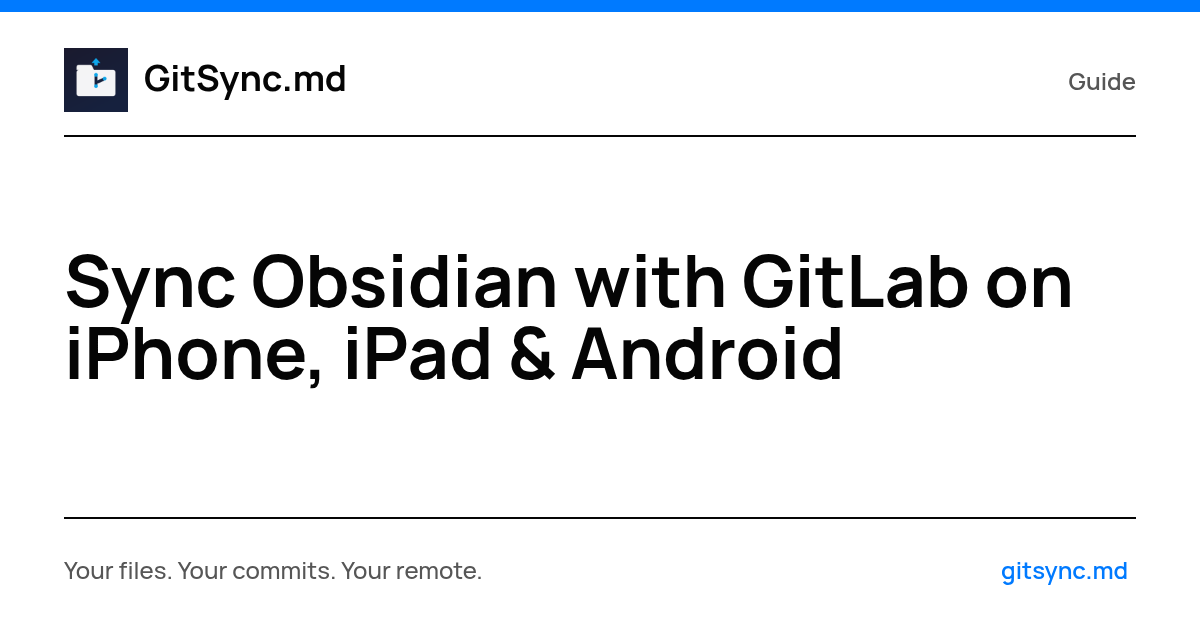 GitSync.md
Guide
Sync Obsidian with GitLab on
iPhone, iPad & Android
Your files. Your commits. Your remote.
gitsync.md